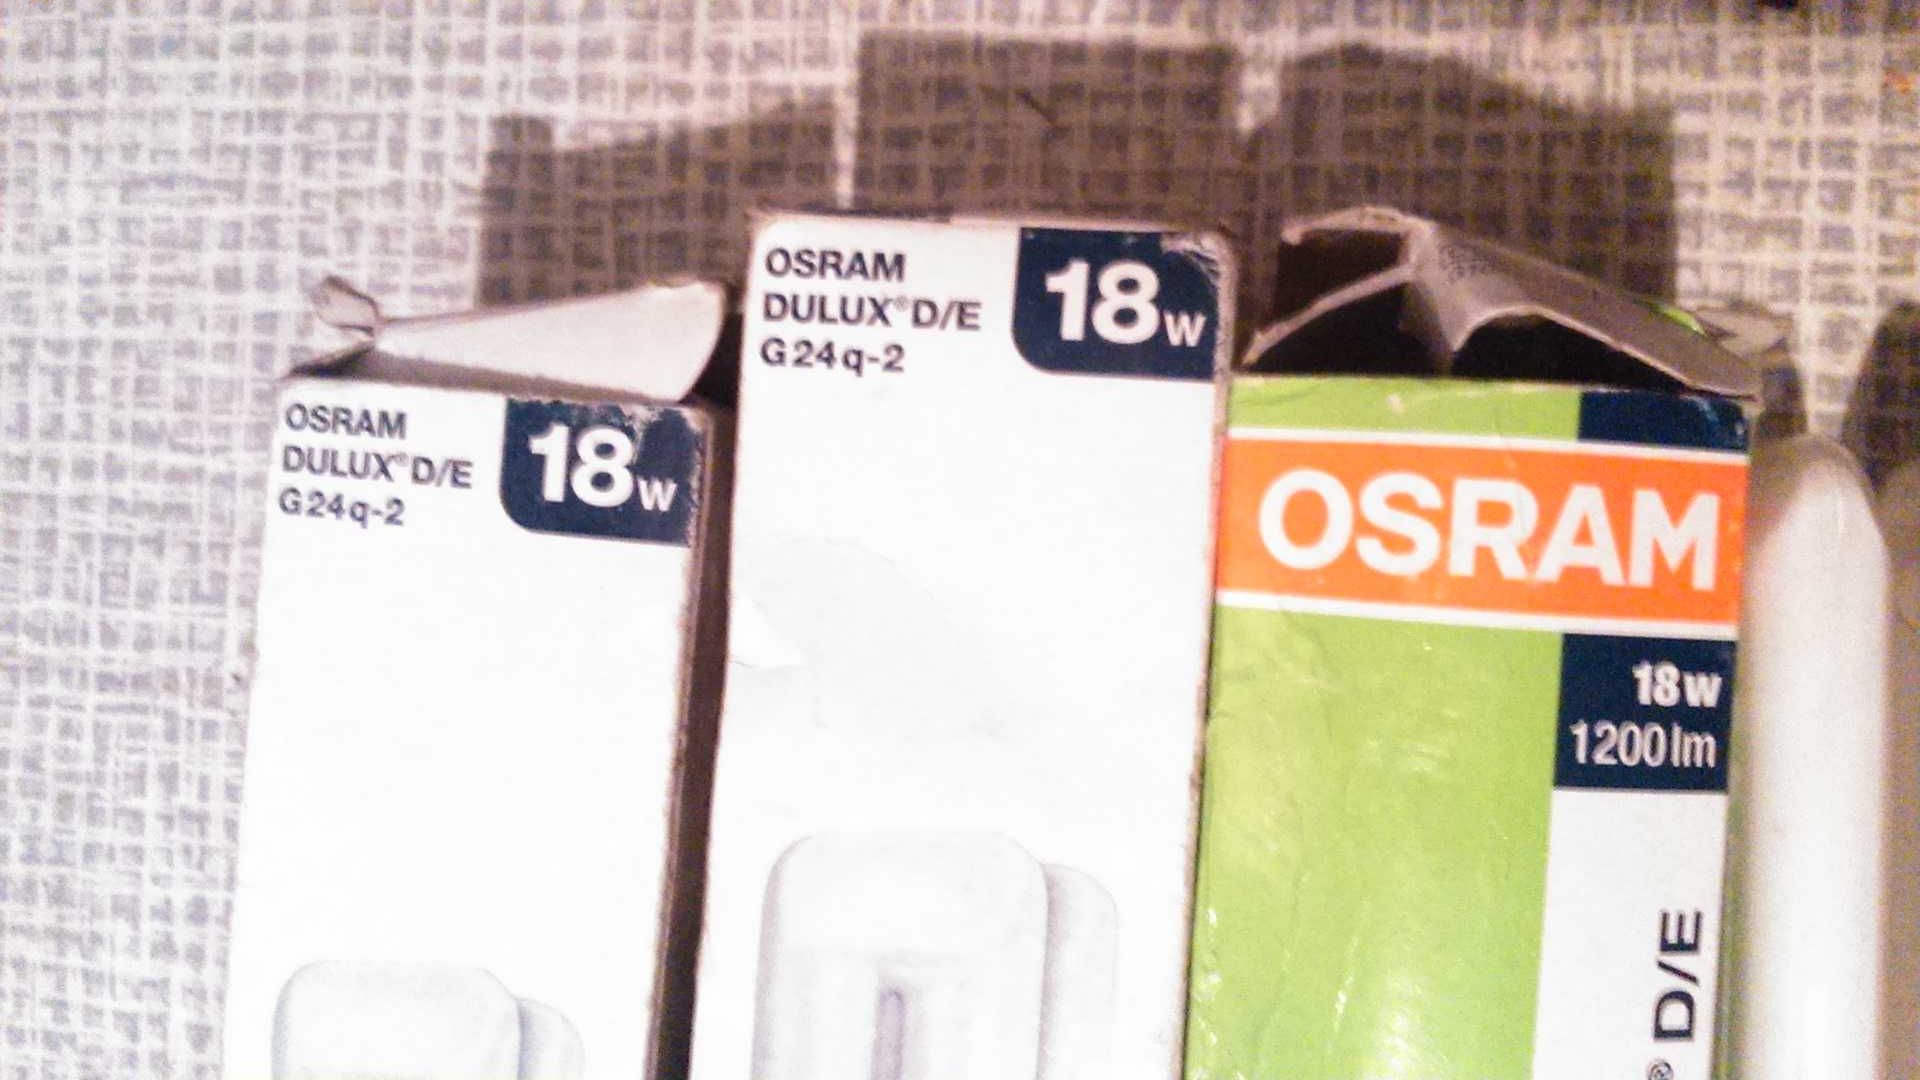 OSRAM
DULUX® D/E
G24q-2
18w
OSRAM
DULUX® D/E
G24q-2
18w
OSRAM
18w
1200lm
® D/E